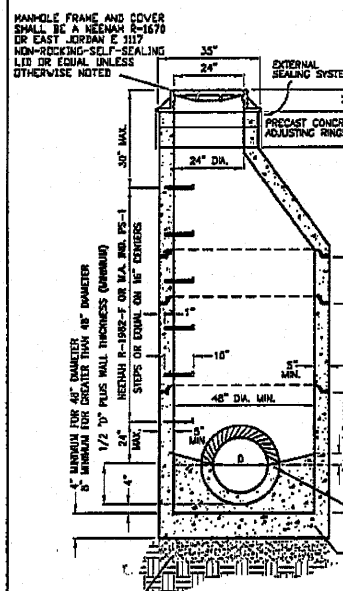 MANHOLE FRAME AND COVER
SHALL BE A NEENAH R-1670
OR EAST JORDAN E 1117
NON-ROCKING-SELF-SEALING
LID OR EQUAL UNLESS
OTHERWISE NOTED
35"
24"
EXTERNAL
SEALING SYSTE
PRECAST CONCR
ADJUSTING RINGS
30" MAX.
24" DIA.
NEENAH R-1982-F OR M.A. IND. PS-1
STEPS OR EQUAL ON 16" CENTERS
1"
10"
5"
MIN.
48" DIA. MIN.
4" MINIMUM FOR 48" DIAMETER
8" MINIMUM FOR GREATER THAN 48" DIAMETER
1/2 "D" PLUS WALL THICKNESS (MINIMUM)
24"
MAX.
MIN.
D
4"